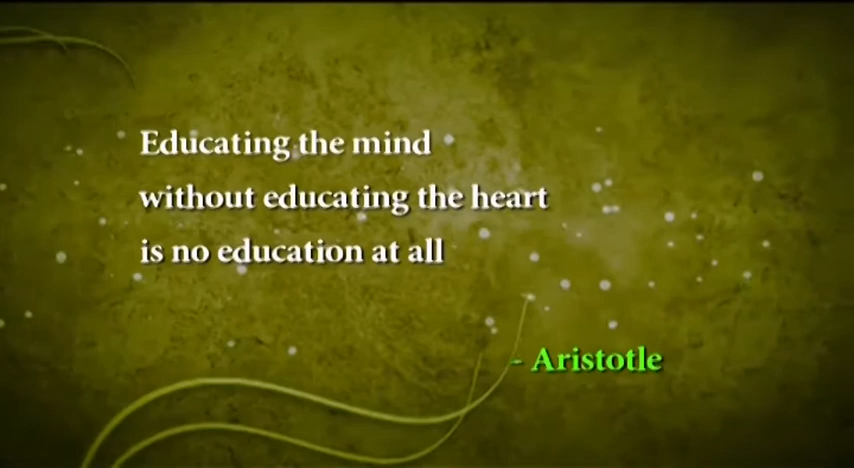 Educating the mind
without educating the heart
is no education at all
- Aristotle